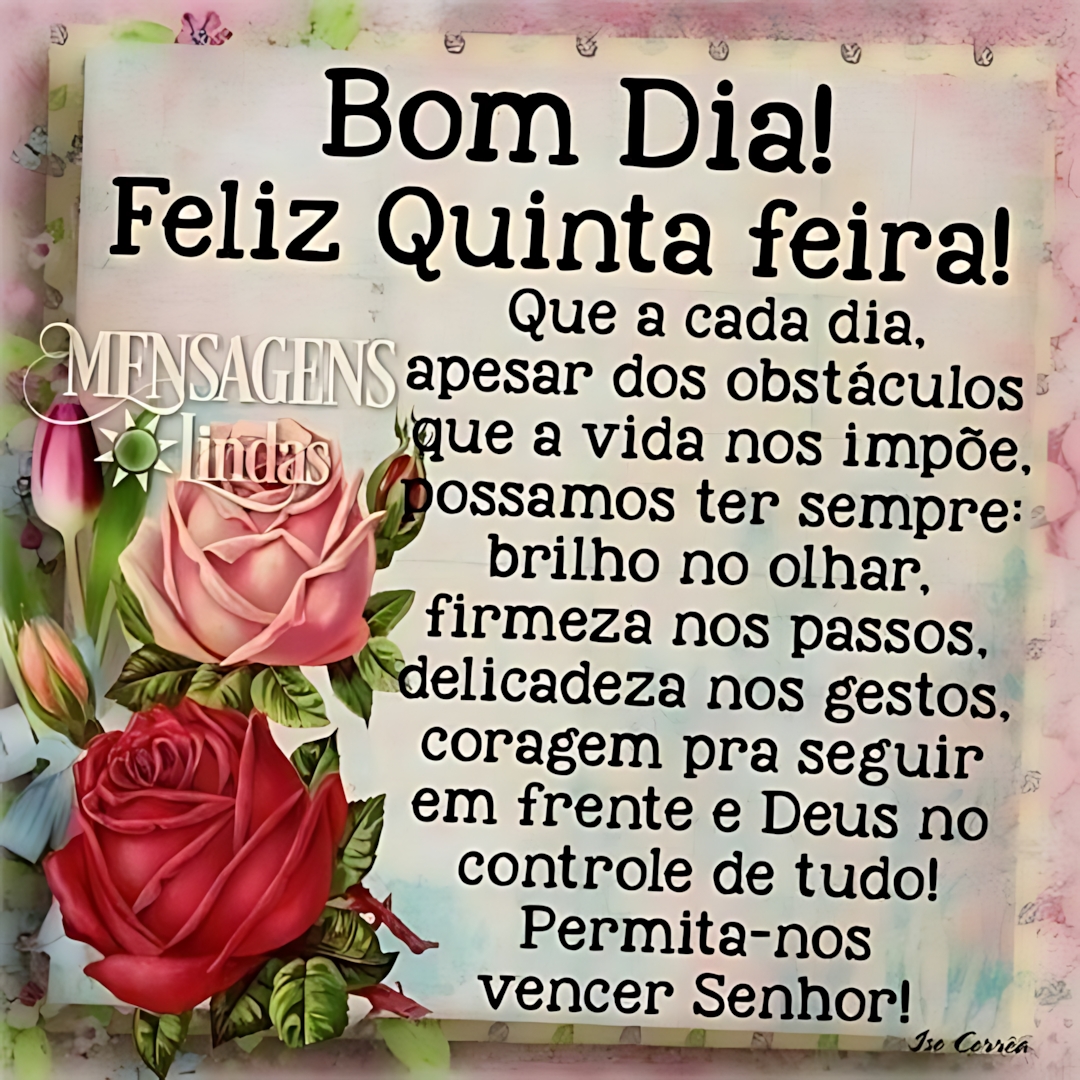 Bom Dia!
Feliz Quinta feira!
Que a cada dia,
apesar dos obstáculos
que a vida nos impõe,
possamos ter sempre:
brilho no olhar,
firmeza nos passos,
delicadeza nos gestos,
coragem pra seguir
em frente e Deus no
controle de tudo!
Permita-nos
vencer Senhor!
MENSAGENS
Lindas
Iso Corrêa